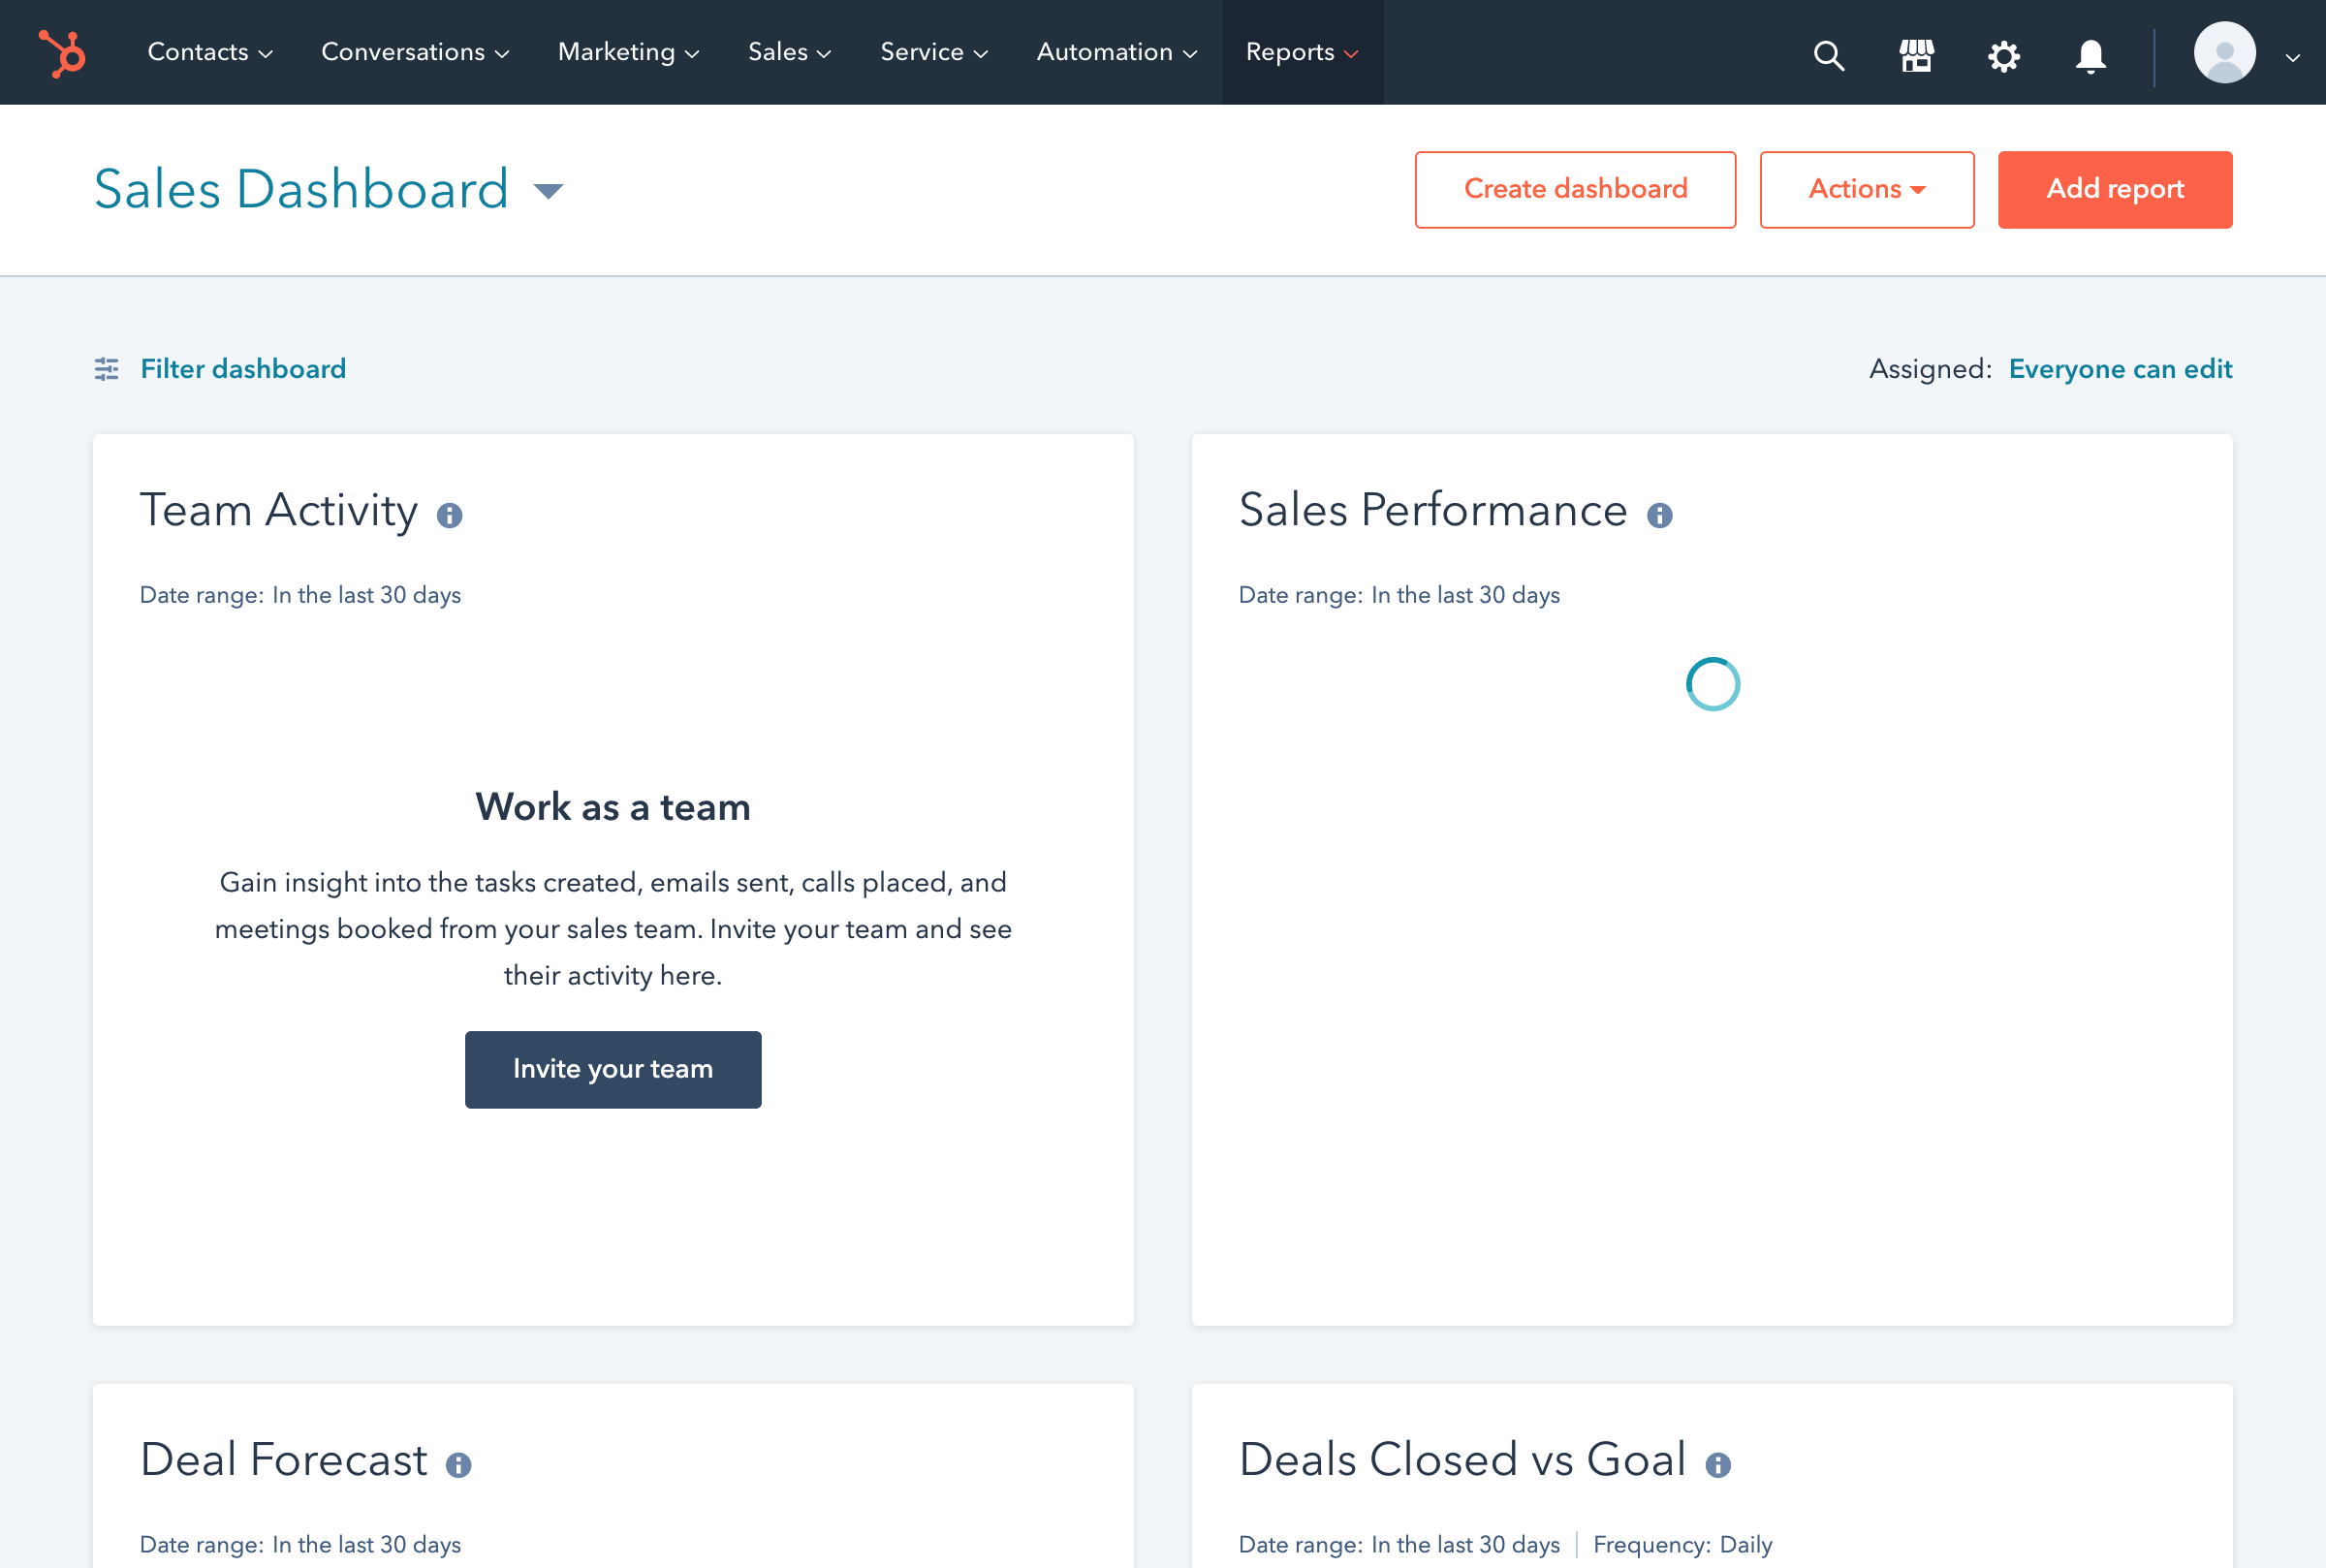 Contacts Conversations Marketing Sales Service Automation Reports
Sales Dashboard Create dashboard Actions Add report
Filter dashboard Assigned: Everyone can edit
Team Activity
Date range: In the last 30 days
Work as a team
Gain insight into the tasks created, emails sent, calls placed, and
meetings booked from your sales team. Invite your team and see
their activity here.
Invite your team
Sales Performance
Date range: In the last 30 days
Deal Forecast
Date range: In the last 30 days
Deals Closed vs Goal
Date range: In the last 30 days Frequency: Daily